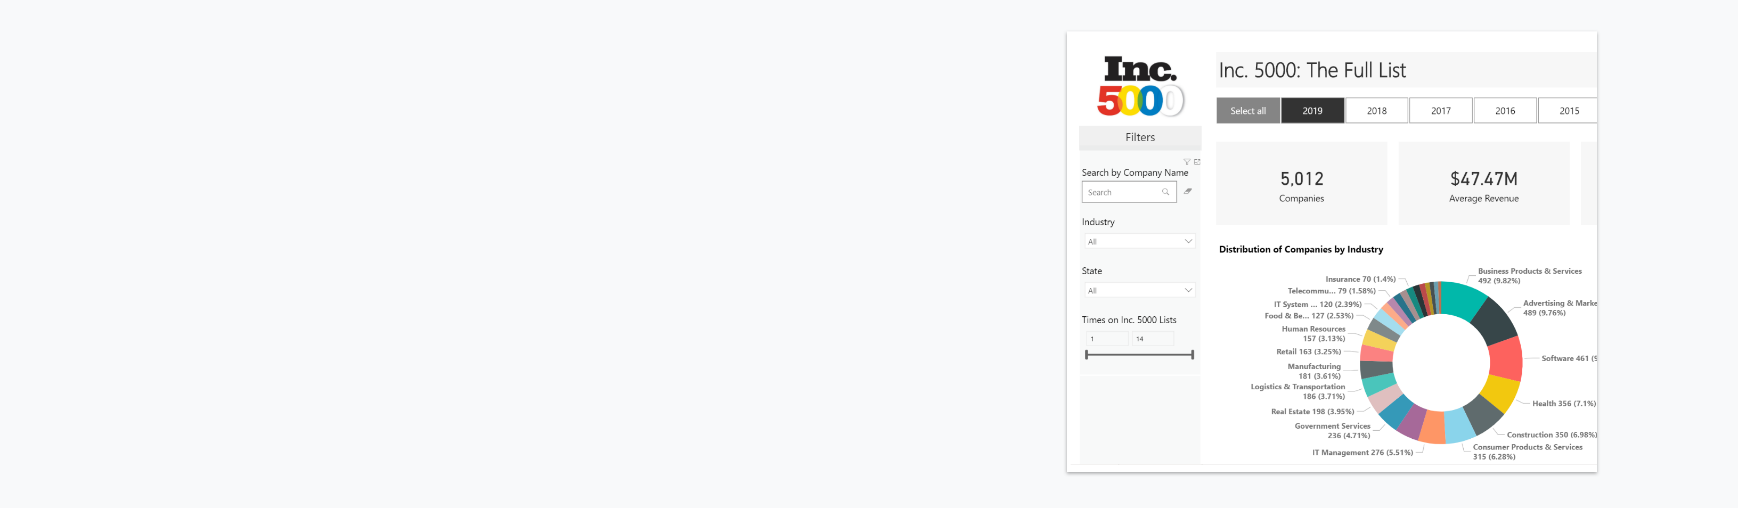 Inc.
5000
Inc. 5000: The Full List
Select all
2019
2018
2017
2016
2015
Filters
Search by Company Name
Search
Industry
All
State
All
Times on Inc. 5000 Lists
1
14
5,012
Companies
$47.47M
Average Revenue
Distribution of Companies by Industry
Business Products & Services
492 (9.82%)
Advertising & Marke
489 (9.76%)
Software 461 (9
Health 356 (7.1%)
Construction 350 (6.98%)
Consumer Products & Services
315 (6.28%)
IT Management 276 (5.51%)
Government Services
236 (4.71%)
Real Estate 198 (3.95%)
Logistics & Transportation
186 (3.71%)
Manufacturing
181 (3.61%)
Retail 163 (3.25%)
Human Resources
157 (3.13%)
Food & Be... 127 (2.53%)
IT System ... 120 (2.39%)
Telecommu... 79 (1.58%)
Insurance 70 (1.4%)